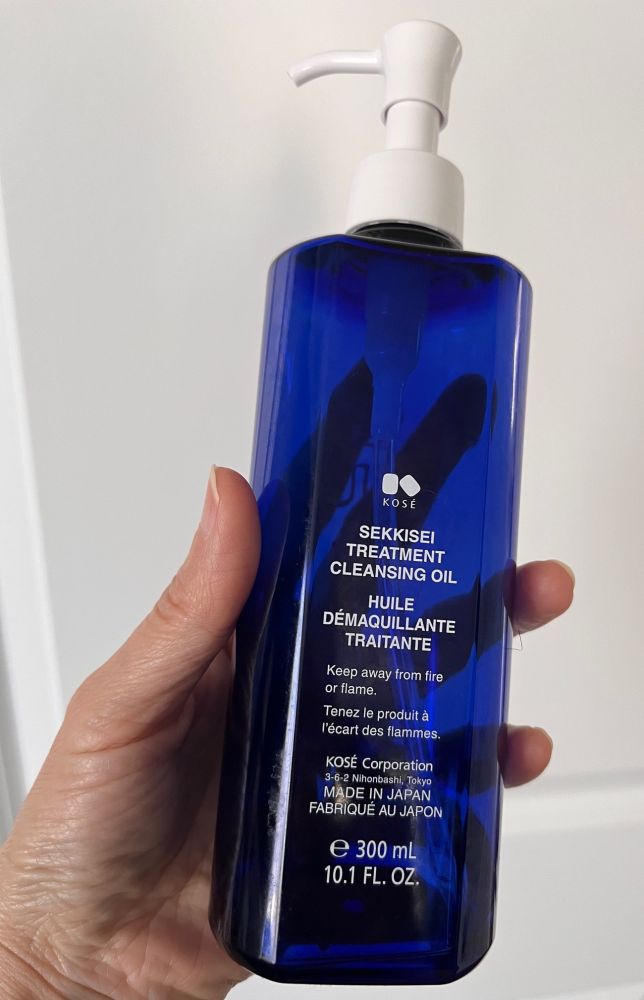 KOSÉ
SEKKISEI
TREATMENT
CLEANSING OIL
HUILE
DÉMAQUILLANTE
TRAITANTE
Keep away from fire
or flame.
Tenez le produit à
l'écart des flammes.
KOSÉ Corporation
3-6-2 Nihonbashi, Tokyo
MADE IN JAPAN
FABRIQUÉ AU JAPON
℮ 300 mL
10.1 FL. OZ.